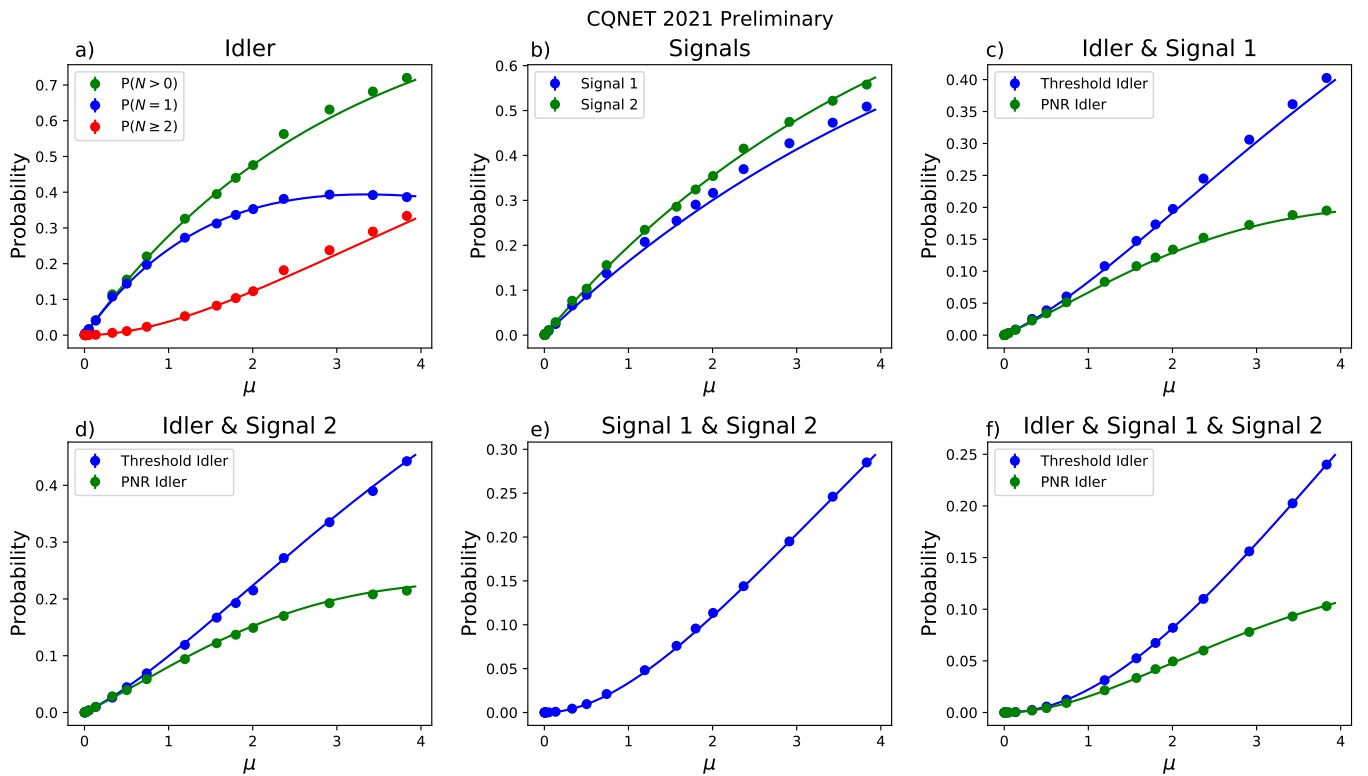 CQNET 2021 Preliminary
a)
Idler
P(N > 0)
P(N = 1)
P(N ≥ 2)
Probability
0.7
0.6
0.5
0.4
0.3
0.2
0.1
0.0
0 1 2 3 4
μ
b)
Signals
Signal 1
Signal 2
Probability
0.6
0.5
0.4
0.3
0.2
0.1
0.0
0 1 2 3 4
μ
c)
Idler & Signal 1
Threshold Idler
PNR Idler
Probability
0.40
0.35
0.30
0.25
0.20
0.15
0.10
0.05
0.00
0 1 2 3 4
μ
d)
Idler & Signal 2
Threshold Idler
PNR Idler
Probability
0.4
0.3
0.2
0.1
0.0
0 1 2 3 4
μ
e)
Signal 1 & Signal 2
Probability
0.30
0.25
0.20
0.15
0.10
0.05
0.00
0 1 2 3 4
μ
f)
Idler & Signal 1 & Signal 2
Threshold Idler
PNR Idler
Probability
0.25
0.20
0.15
0.10
0.05
0.00
0 1 2 3 4
μ